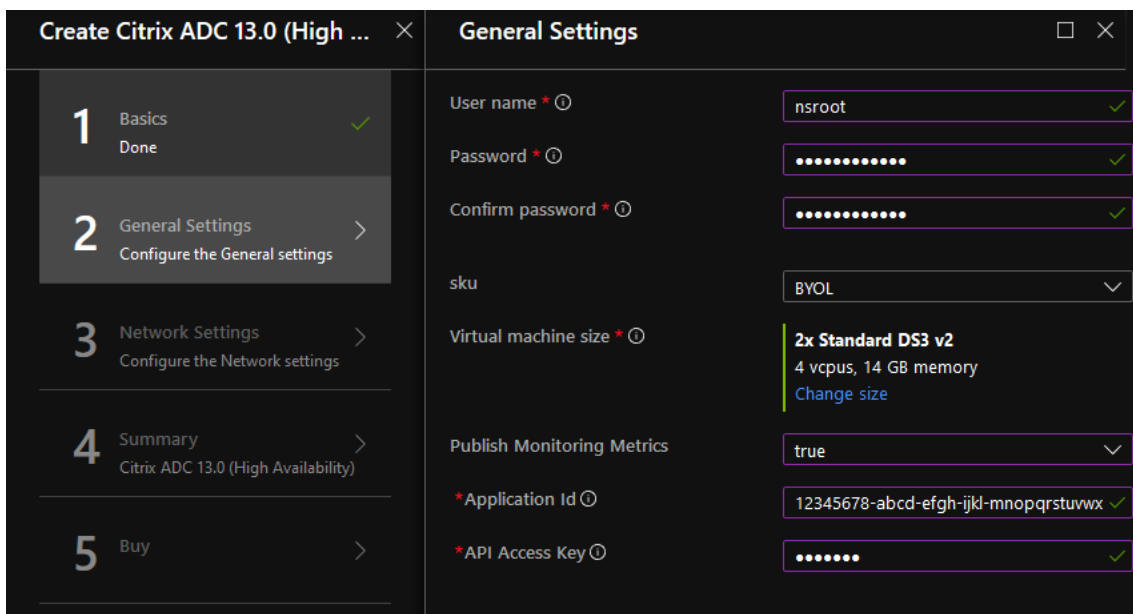 Create Citrix ADC 13.0 (High ...
1
Basics
Done
2
General Settings
Configure the General settings
3
Network Settings
Configure the Network settings
4
Summary
Citrix ADC 13.0 (High Availability)
5
Buy
General Settings
User name *
nsroot
Password *
••••••••••••
Confirm password *
••••••••••••
sku
BYOL
Virtual machine size *
2x Standard DS3 v2
4 vcpus, 14 GB memory
Change size
Publish Monitoring Metrics
true
*Application Id
12345678-abcd-efgh-ijkl-mnopqrstuvwx
*API Access Key
•••••••